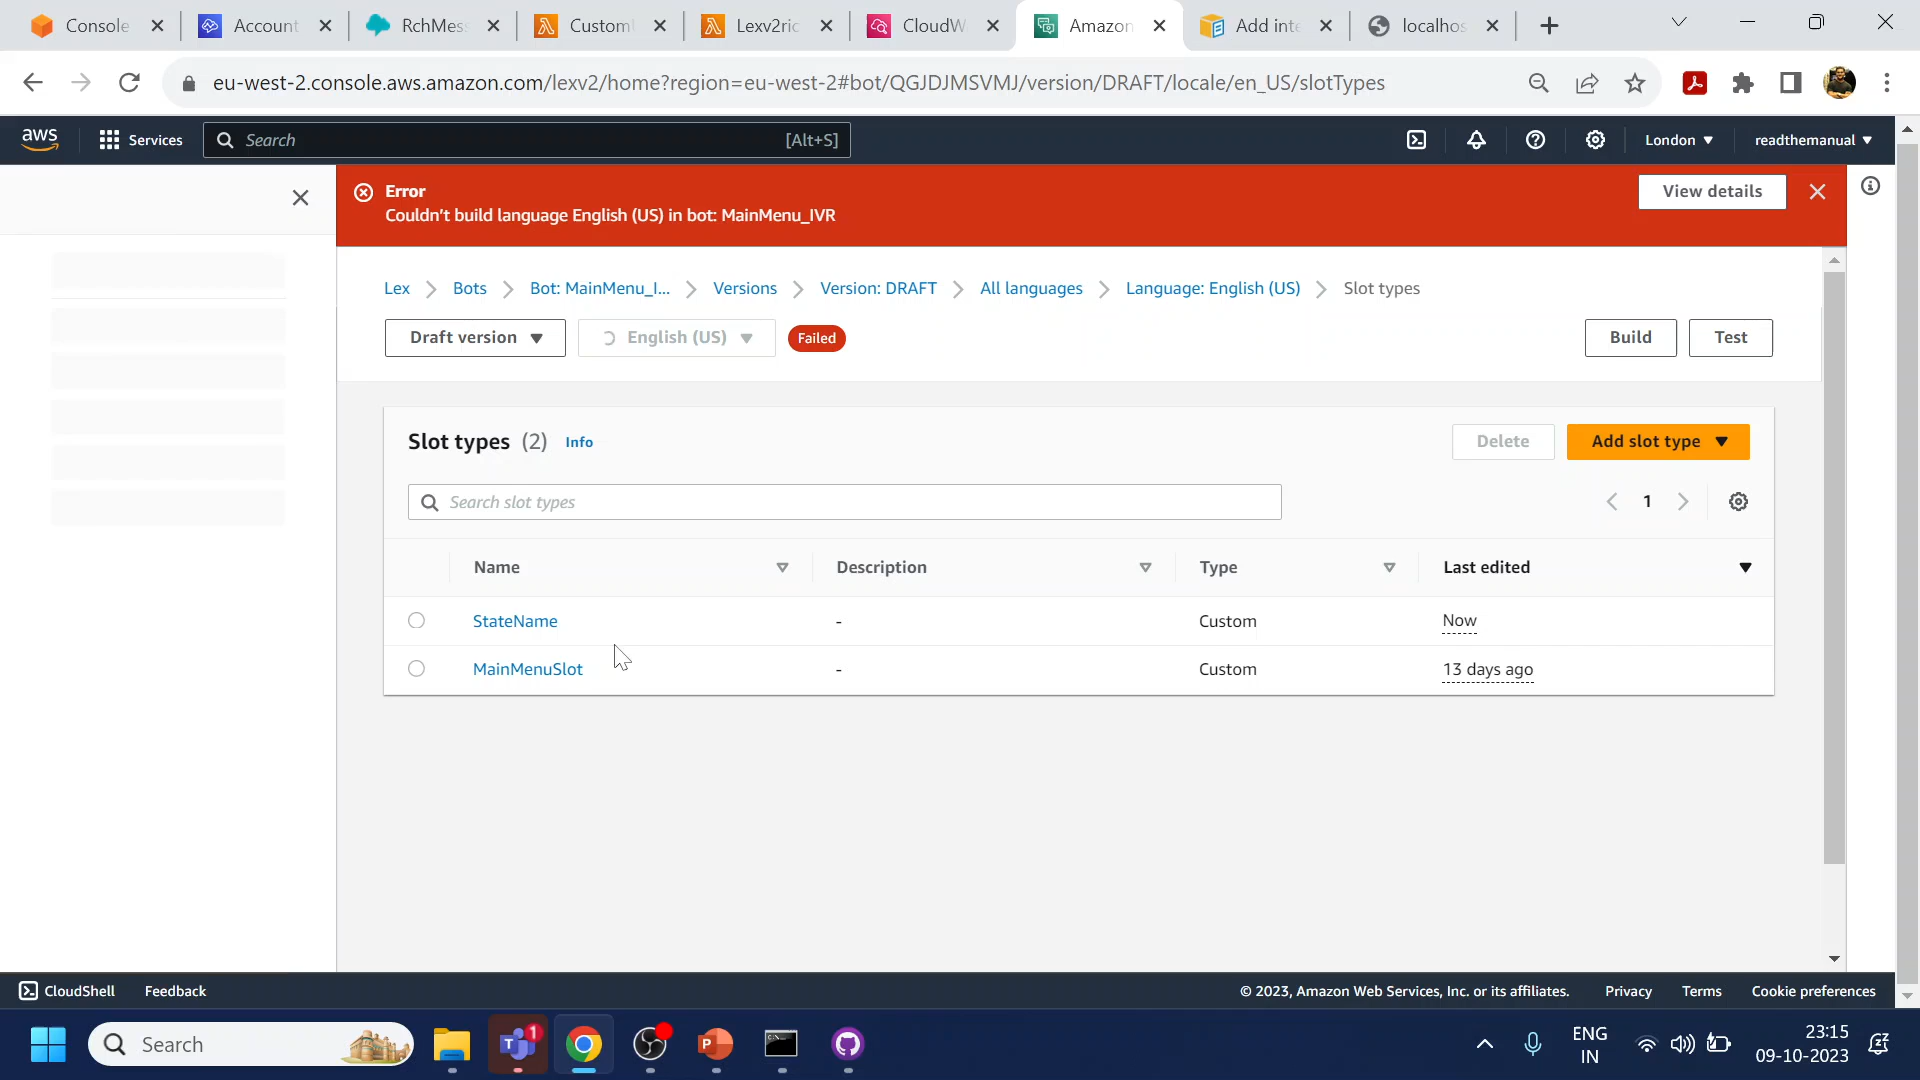 Console
Account
RchMess
Custom
Lexv2ric
CloudW
Amazon
Add inte
localhos
eu-west-2.console.aws.amazon.com/lexv2/home?region=eu-west-2#bot/QGJDJMSVMJ/version/DRAFT/locale/en_US/slotTypes
aws
Services
Search
[Alt+S]
London
readthemanual
Error
Couldn't build language English (US) in bot: MainMenu_IVR
View details
Lex
Bots
Bot: MainMenu_I...
Versions
Version: DRAFT
All languages
Language: English (US)
Slot types
Draft version
English (US)
Failed
Build
Test
Slot types (2) Info
Delete
Add slot type
Search slot types
1
Name
Description
Type
Last edited
StateName - Custom Now
MainMenuSlot - Custom 13 days ago
CloudShell
Feedback
© 2023, Amazon Web Services, Inc. or its affiliates.
Privacy
Terms
Cookie preferences
Search
1
ENG
IN
23:15
09-10-2023